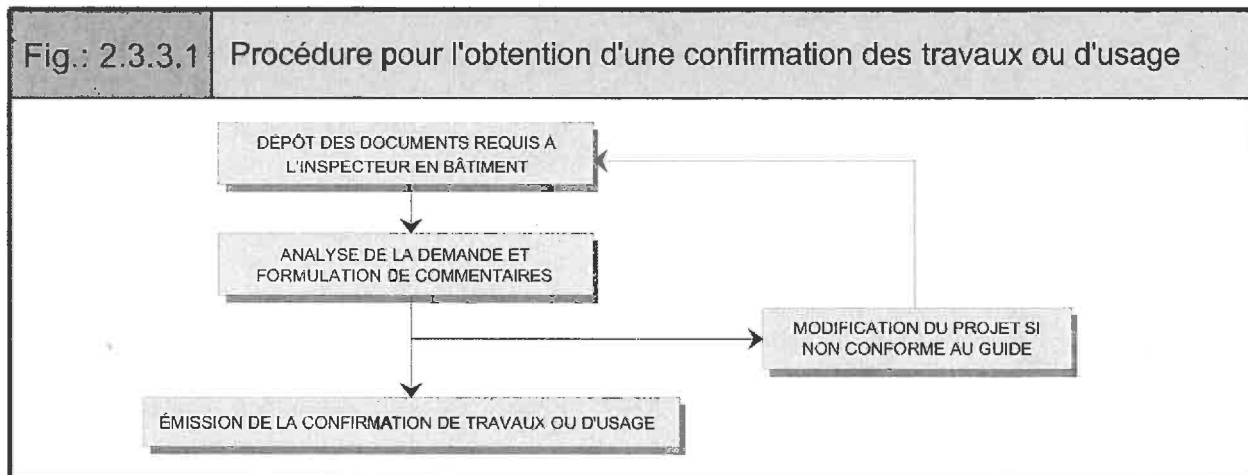 Fig.: 2.3.3.1
Procédure pour l'obtention d'une confirmation des travaux ou d'usage
DÉPÔT DES DOCUMENTS REQUIS À
L'INSPECTEUR EN BÂTIMENT
ANALYSE DE LA DEMANDE ET
FORMULATION DE COMMENTAIRES
MODIFICATION DU PROJET SI
NON CONFORME AU GUIDE
ÉMISSION DE LA CONFIRMATION DE TRAVAUX OU D'USAGE